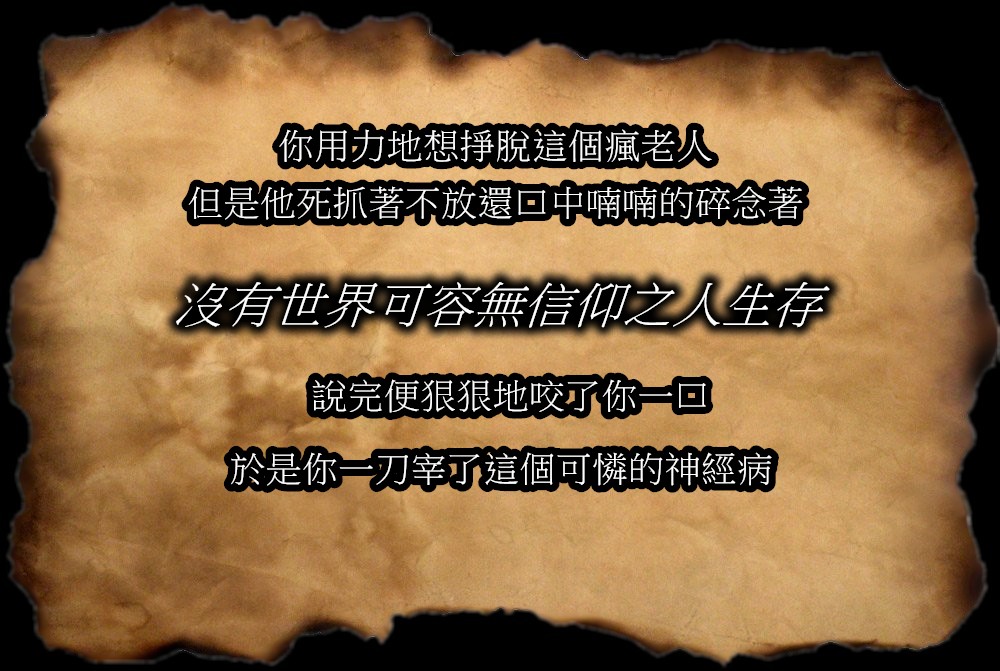 你用力地想掙脫這個瘋老人
但是他死抓著不放還口中喃喃的碎念著
沒有世界可容無信仰之人生存
說完便狠狠地咬了你一口
於是你一刀宰了這個可憐的神經病